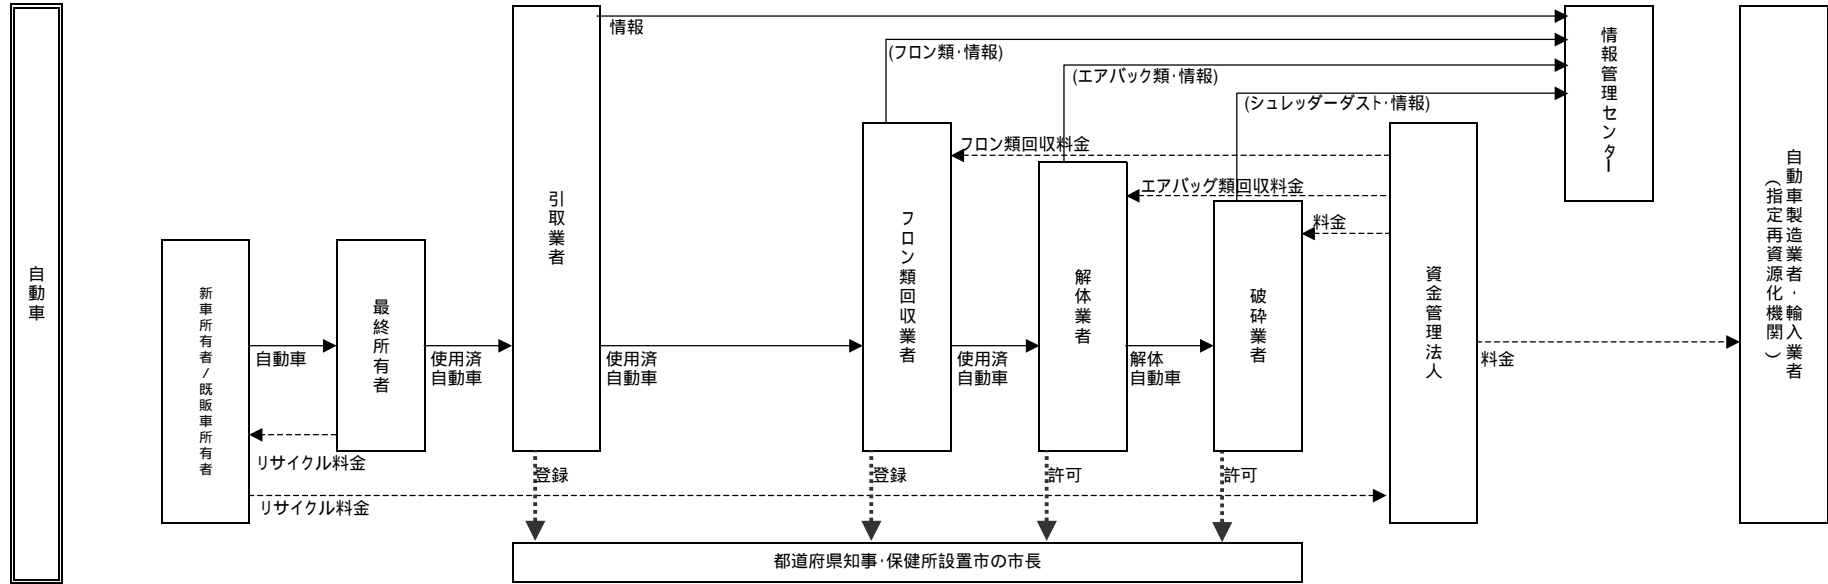 自動車
新車所有者/既販車所有者
自動車
リサイクル料金
リサイクル料金
最終所有者
使用済
自動車
引取業者
情報
使用済
自動車
登録
(フロン類・情報)
フロン類回収業者
フロン類回収料金
使用済
自動車
登録
(エアバック類・情報)
解体業者
エアバッグ類回収料金
解体
自動車
許可
(シュレッダーダスト・情報)
破砕業者
料金
許可
資金管理法人
料金
情報管理センター
自動車製造業者・輸入業者
(指定再資源化機関)
都道府県知事・保健所設置市の市長